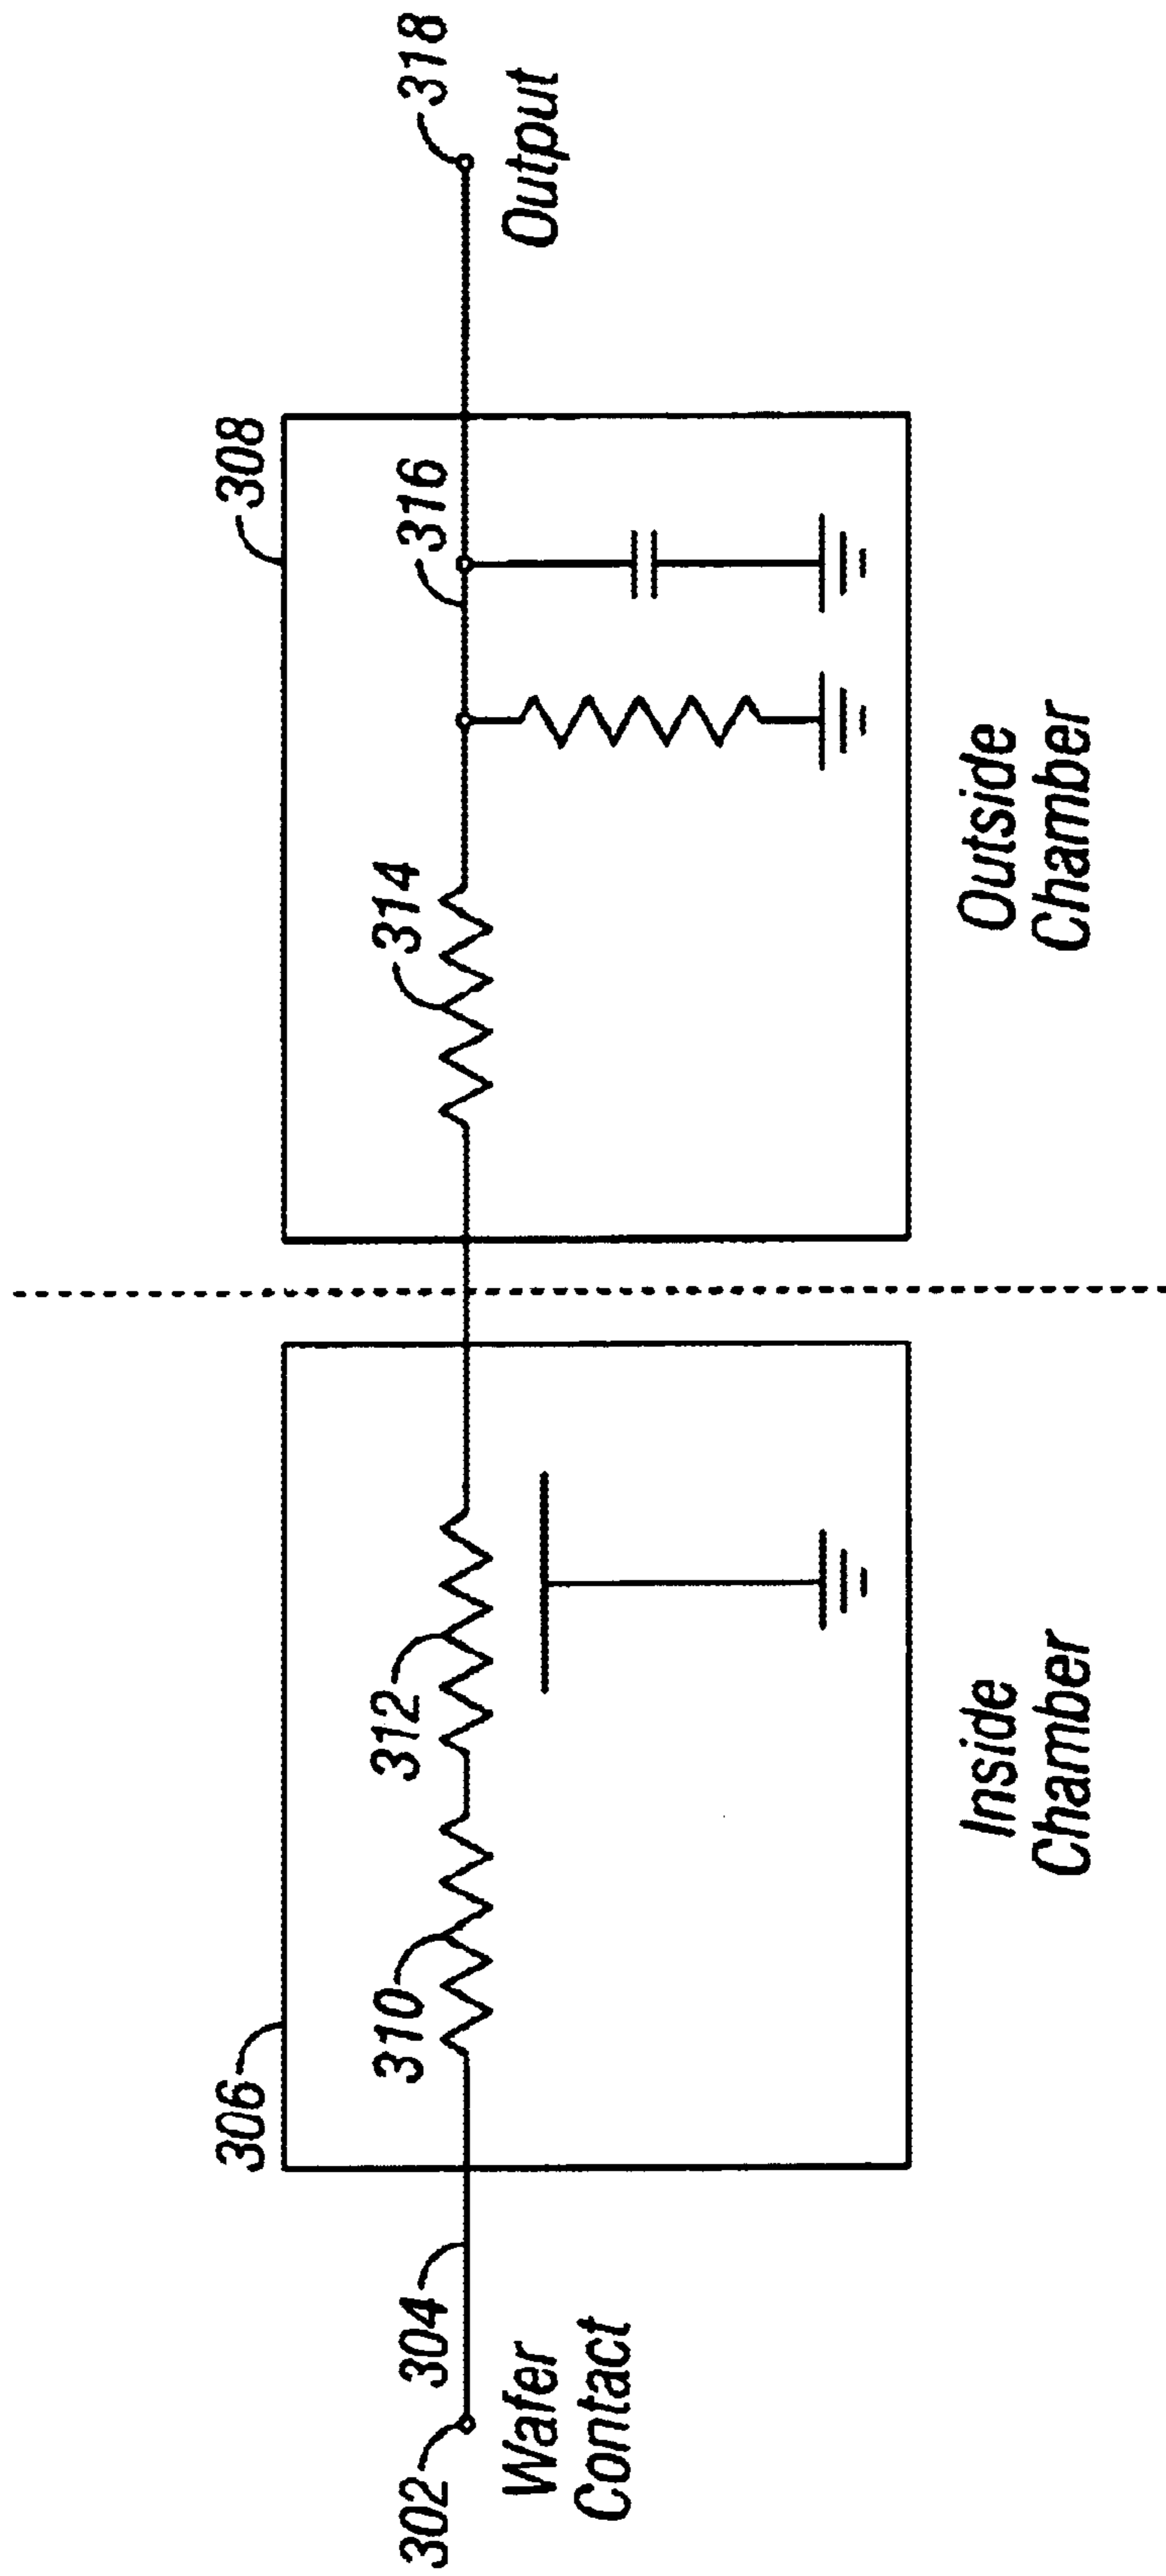 306
308
310
312
314
316
318
302
304
Wafer
Contact
Output
Inside
Chamber
Outside
Chamber